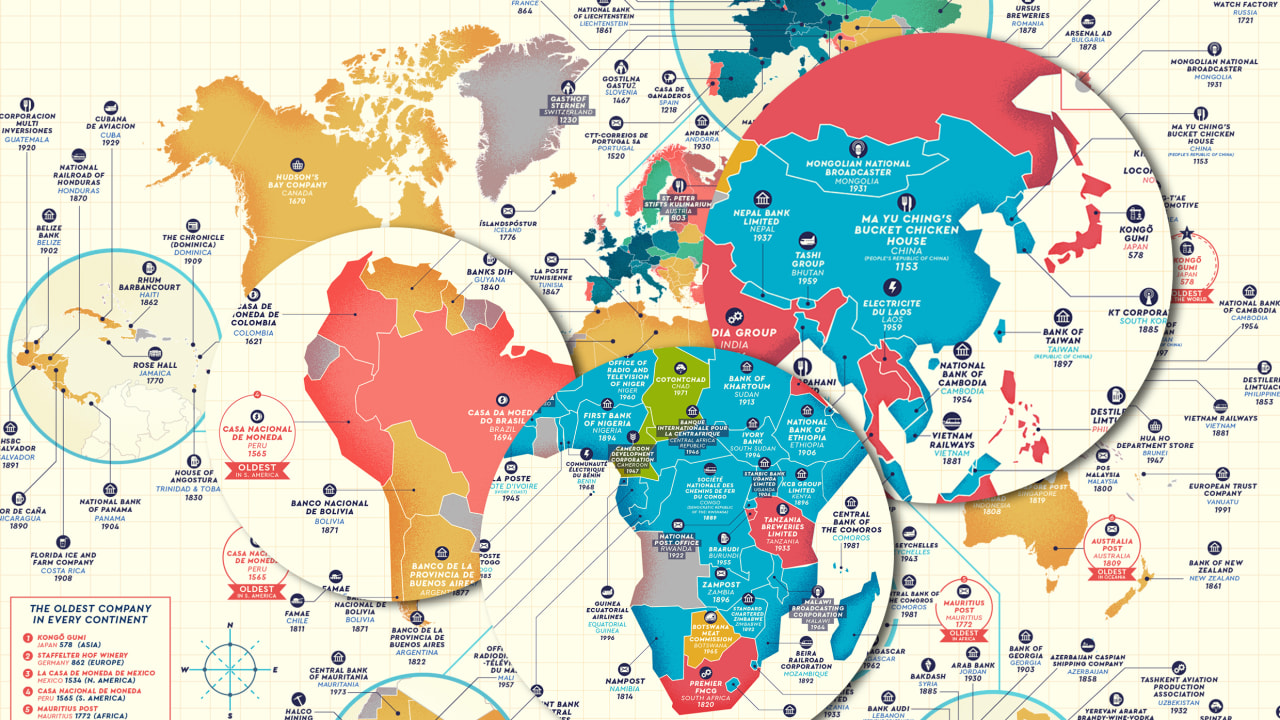 FRANCE
864
NATIONAL BANK
OF LIECHTENSTEIN
LIECHTENSTEIN
1861
URSUS
BREWERIES
ROMANIA
1878
ARSENAL AD
BULGARIA
1878
WATCH FACTORY
RUSSIA
1721
MONGOLIAN NATIONAL
BROADCASTER
MONGOLIA
1931
MA YU CHING'S
BUCKET CHICKEN
HOUSE
CHINA
(PEOPLE'S REPUBLIC OF CHINA)
1153
CORPORACION
MULTI
INVERSIONES
GUATEMALA
1920
CUBANA
DE AVIACION
CUBA
1929
NATIONAL
RAILROAD OF
HONDURAS
HONDURAS
1870
BELIZE
BANK
BELIZE
1902
THE CHRONICLE
(DOMINICA)
DOMINICA
1909
RHUM
BARBANCOURT
HAITI
1862
ROSE HALL
JAMAICA
1770
HSBC
SALVADOR
1891
HOUSE OF
ANGOSTURA
TRINIDAD & TOBA
1830
NATIONAL BANK
OF PANAMA
PANAMA
1904
OR DE CAÑA
NICARAGUA
1890
FLORIDA ICE AND
FARM COMPANY
COSTA RICA
1908
HUDSON'S
BAY COMPANY
CANADA
1670
GASTHOF
STERNEN
SWITZERLAND
1230
GOSTILNA
GASTUŽ
SLOVENIA
1467
CASA DE
GANADEROS
SPAIN
1218
CTT-CORREIOS DE
PORTUGAL SA
PORTUGAL
1520
ANDBANK
ANDORRA
1930
ST. PETER
STIFTS KULINARIUM
AUSTRIA
803
ÍSLANDSPÓSTUR
ICELAND
1776
LA POSTE
TUNISIENNE
TUNISIA
1847
BANKS DIH
GUYANA
1840
CASA DE
MONEDA DE
COLOMBIA
COLOMBIA
1621
CASA NACIONAL
DE MONEDA
PERU
1565
OLDEST
IN S. AMERICA
CASA DA MOEDA
DO BRASIL
BRAZIL
1694
BANCO NACIONAL
DE BOLIVIA
BOLIVIA
1871
BANCO DE LA
PROVINCIA DE
BUENOS AIRE
ARGENT
1877
CASA NACI
DE MONED
PERU
1565
OLDEST
IN S. AMERICA
FAMAE
FAMAE
CHILE
1811
NACIONAL DE
BOLIVIA
BOLIVIA
1871
BANCO DE LA
PROVINCIA DE
BUENOS AIRES
ARGENTINA
1822
CENTRAL BANK
OF MAURITANIA
MAURITANIA
1973
HALCO
MINING
THE OLDEST COMPANY
IN EVERY CONTINENT
1 KONGŌ GUMI
JAPAN 578 (ASIA)
2 STAFFELTER HOF WINERY
GERMANY 862 (EUROPE)
3 LA CASA DE MONEDA DE MEXICO
MEXICO 1534 (N. AMERICA)
4 CASA NACIONAL DE MONEDA
PERU 1565 (S. AMERICA)
5 MAURITIUS POST
MAURITIUS 1772 (AFRICA)
N
W
E
S
MONGOLIAN NATIONAL
BROADCASTER
MONGOLIA
1931
NEPAL BANK
LIMITED
NEPAL
1937
MA YU CHING'S
BUCKET CHICKEN
HOUSE
CHINA
(PEOPLE'S REPUBLIC OF CHINA)
1153
TASHI
GROUP
BHUTAN
1959
ELECTRICITE
DU LAOS
LAOS
1959
DIA GROUP
INDIA
KONGŌ
GUMI
JAPAN
578
KT CORPORA
SOUTH KOR
1885
BANK OF
TAIWAN
TAIWAN
(REPUBLIC OF CHINA)
1897
NATIONAL
BANK OF
CAMBODIA
CAMBODIA
1954
VIETNAM
RAILWAYS
VIETNAM
1881
DESTILE
LIMTU
PHI
KONGŌ
GUMI
JAPAN
578
OLDEST
IN THE WORLD
NATIONAL BANK
OF CAMBODIA
CAMBODIA
1954
DESTILER
LIMTUAC
PHILIPPINE
1853
VIETNAM RAILWAYS
VIETNAM
1881
HUA HO
DEPARTMENT STORE
BRUNEI
1947
POS
MALAYSIA
MALAYSIA
1800
EUROPEAN TRUST
COMPANY
VANUATU
1991
SINGAPORE
1819
INDONESIA
1808
AUSTRALIA
POST
AUSTRALIA
1809
OLDEST
IN OCEANIA
BANK OF NEW
ZEALAND
NEW ZEALAND
1861
OFFICE OF
RADIO AND
TELEVISION
OF NIGER
NIGER
1960
COTONTCHAD
CHAD
1971
BANK OF
KHARTOUM
SUDAN
1913
FIRST BANK
OF NIGERIA
NIGERIA
1894
BANQUE
INTERNATIONALE POUR
LA CENTRAFRIQUE
CENTRAL AFRICA
REPUBLIC
1946
CAMEROON
DEVELOPMENT
CORPORATION
CAMEROON
1947
IVORY
BANK
SOUTH SUDAN
1994
NATIONAL
BANK OF
ETHIOPIA
ETHIOPIA
1906
COMMUNAUTÉ
ÉLECTRIQUE
DU BÉNIN
BENIN
1968
LA POSTE
CÔTE D'IVOIRE
(IVORY COAST)
1945
SOCIÉTÉ
NATIONALE DES
CHEMINS DE FER
DU CONGO
CONGO
1889
STANBIC BANK
UGANDA
LIMITED
UGANDA
1906
KCB GROUP
LIMITED
KENYA
1896
NATIONAL
POST OFFICE
RWANDA
1922
BRARUDI
BURUNDI
1955
TANZANIA
BREWERIES
LIMITED
TANZANIA
1933
CENTRAL
BANK OF
THE COMOROS
COMOROS
1981
ZAMPOST
ZAMBIA
1896
MALAWI
BROADCASTING
CORPORATION
MALAWI
1964
STANDARD
CHARTERED
ZIMBABWE
ZIMBABWE
1892
GUINEA
ECUATORIAL
AIRLINES
EQUATORIAL
GUINEA
1996
BOTSWANA
MEAT
COMMISSION
BOTSWANA
1965
NAMPOST
NAMIBIA
1814
PREMIER
FMCG
SOUTH AFRICA
1820
BEIRA
RAILROAD
CORPORATION
MOZAMBIQUE
1892
SEYCHELLES
1943
OF THE COMOROS
COMOROS
1981
MAURITIUS
POST
MAURITIUS
1772
OLDEST
IN AFRICA
1962
BAKDASH
SYRIA
1885
ARAB BANK
JORDAN
1930
BANK OF
GEORGIA
GEORGIA
1903
AZERBAIJAN CASPIAN
SHIPPING COMPANY
AZERBAIJAN
1858
TASHKENT AVIATION
PRODUCTION
ASSOCIATION
UZBEKISTAN
1932
BANK AUDI
LEBANON
YEREVAN ARARAT
BRANDY-WINE-VODKA
SPINZAR
1933
1957